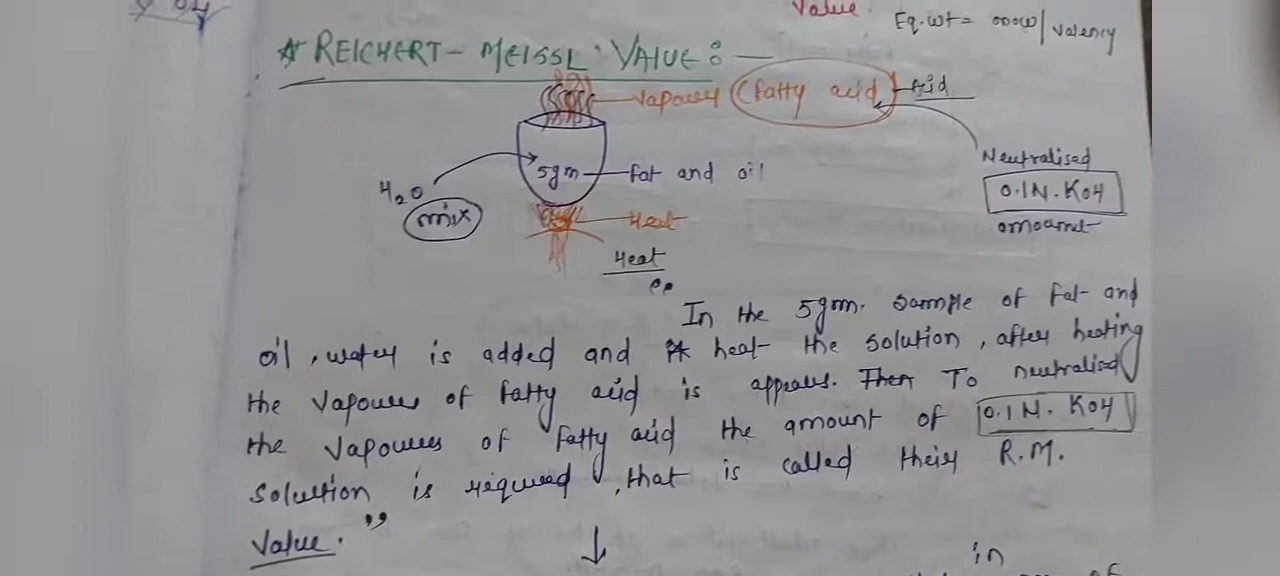 Value.
Eq.wt = mow/Valency
* REICHERT - MEISSL VALUE : —
Vapours (fatty acid) Acid
Neutralised
0.1N. KOH
amount
5gm fat and oil
H2O
mix
Heat
Heat
In the 5gm. sample of fat and
oil, water is added and heat the solution, after heating
the vapours of fatty acid is appears. Then To neutralised
the vapours of fatty acid the amount of 0.1 N. KOH
solution is required, that is called their R.M.
Value. ”
in
of